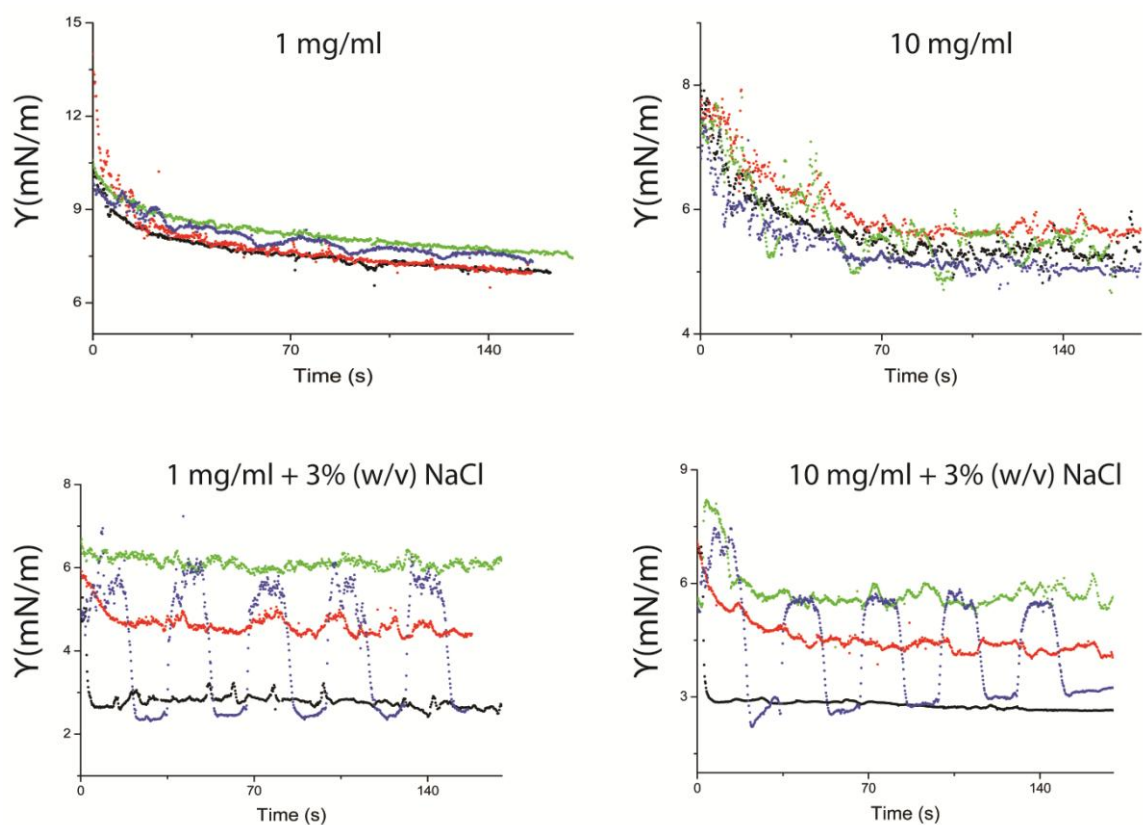 1 mg/ml
ϒ(mN/m)
15
12
9
6
0
70
140
Time (s)
10 mg/ml
ϒ(mN/m)
8
6
4
0
70
140
Time (s)
1 mg/ml + 3% (w/v) NaCl
ϒ(mN/m)
8
6
4
2
0
70
140
Time (s)
10 mg/ml + 3% (w/v) NaCl
ϒ(mN/m)
9
6
3
0
70
140
Time (s)